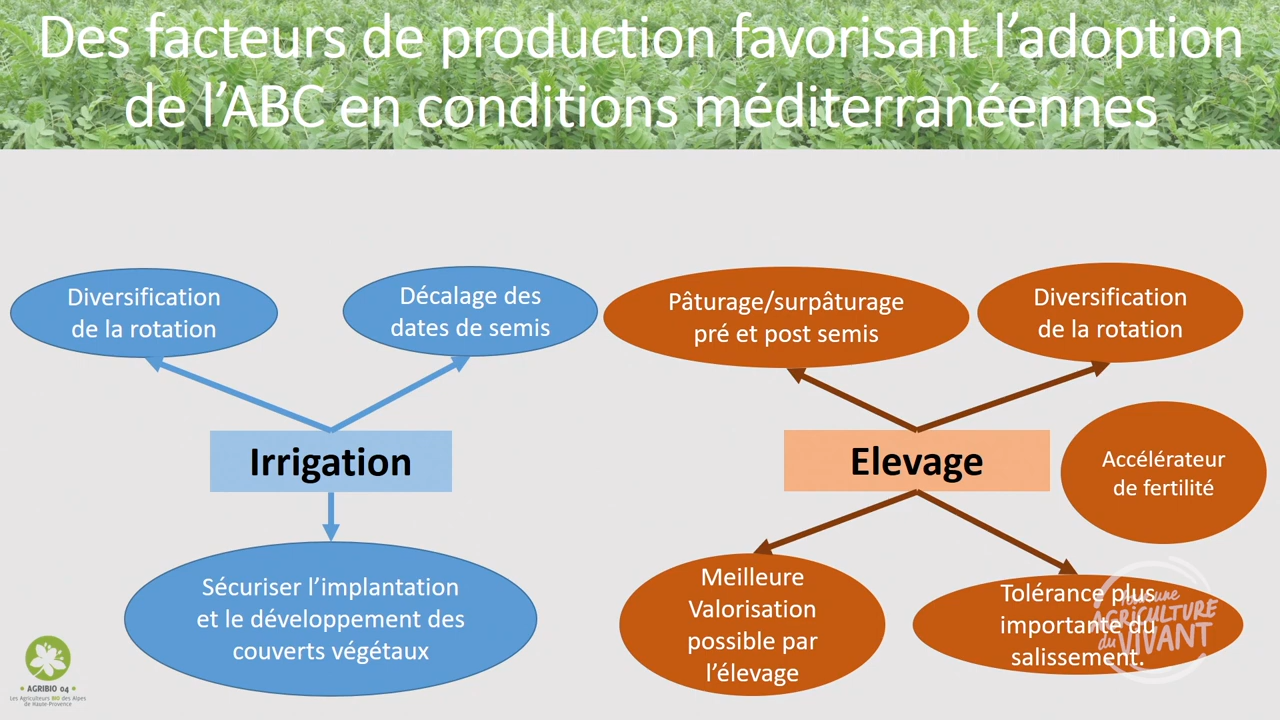 Des facteurs de production favorisant l’adoption
de l’ABC en conditions méditerranéennes
Diversification
de la rotation
Décalage des
dates de semis
Pâturage/surpâturage
pré et post semis
Diversification
de la rotation
Irrigation
Elevage
Accélérateur
de fertilité
Sécuriser l’implantation
et le développement des
couverts végétaux
Meilleure
Valorisation
possible par
l’élevage
Tolérance plus
importante du
salissement.
Pour une
AGRICULTURE
du VIVANT
• AGRIBIO 04 •
Les Agriculteurs BIO des Alpes
de Haute-Provence